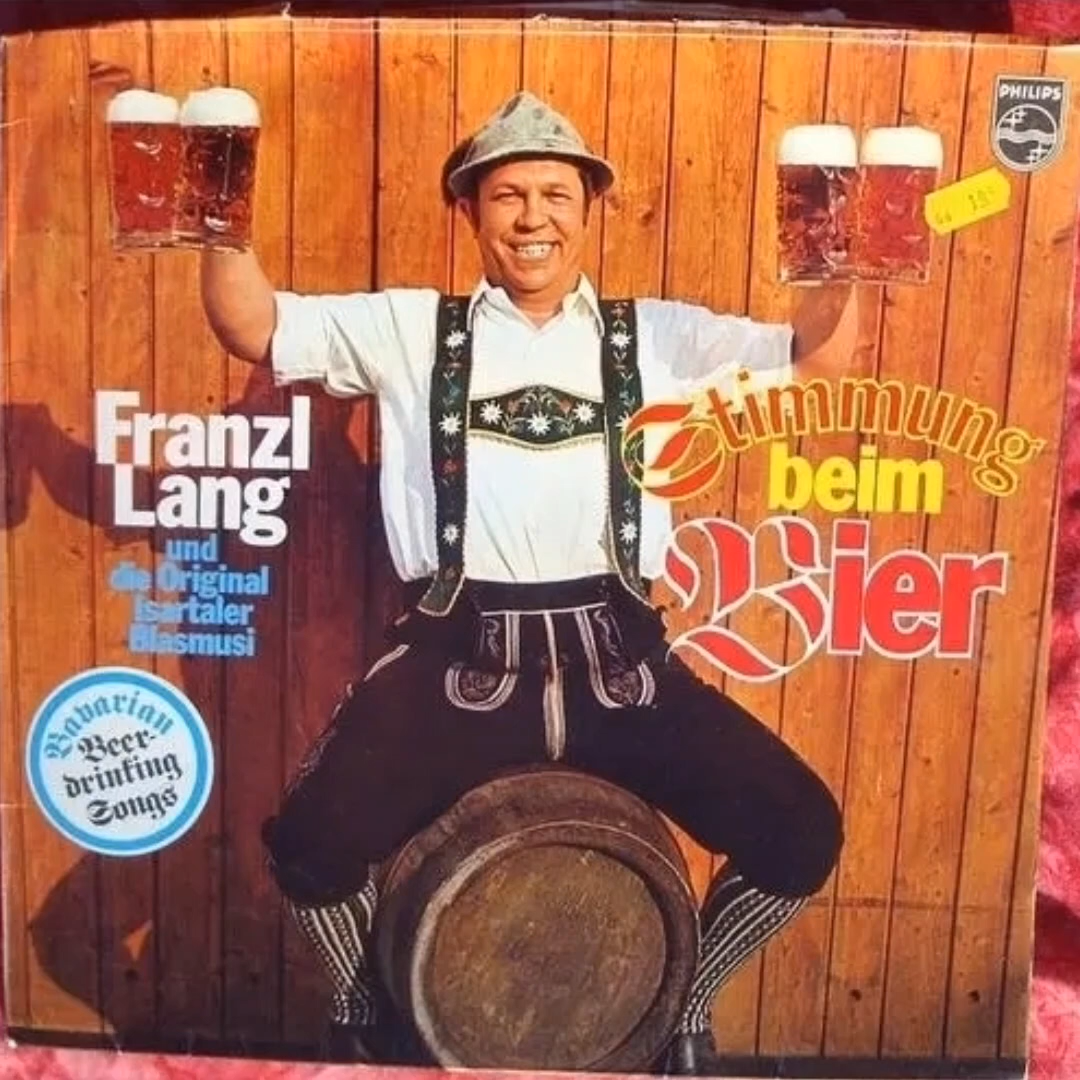 PHILIPS
Franzl
Lang
und
die Original
Isartaler
Blasmusi
Stimmung
beim
Bier
Bavarian
Beer-
drinking
Songs